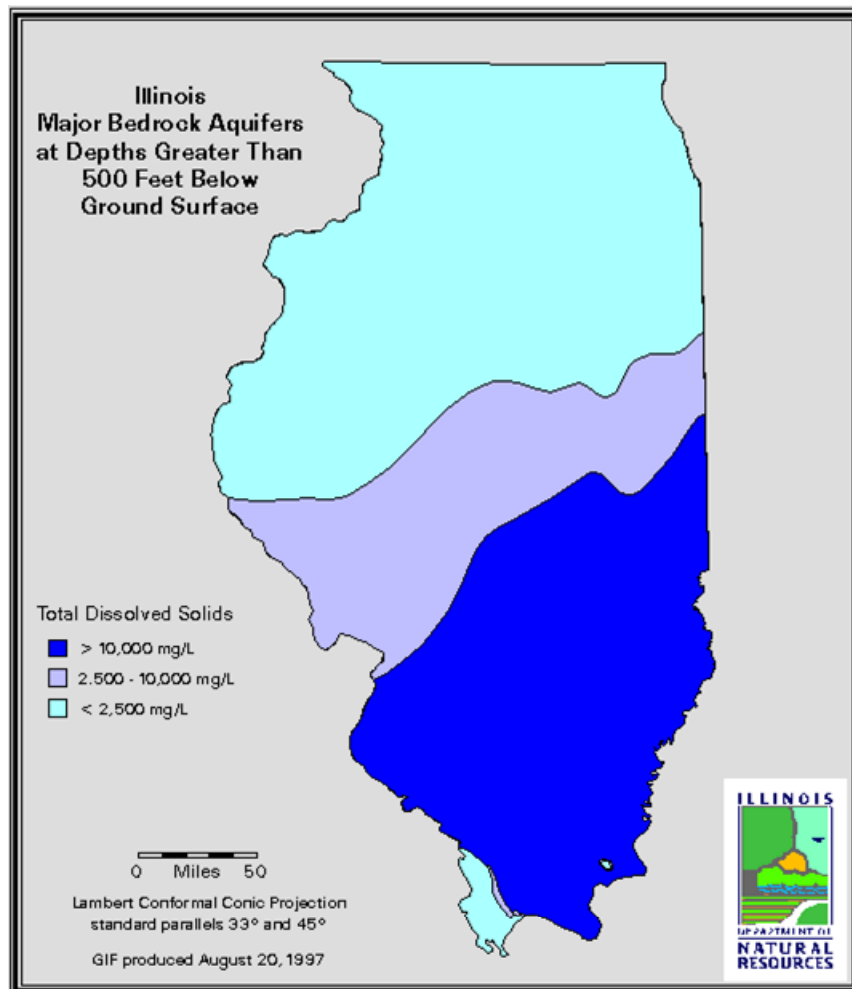 Illinois
Major Bedrock Aquifers
at Depths Greater Than
500 Feet Below
Ground Surface
Total Dissolved Solids
> 10,000 mg/L
2.500 - 10,000 mg/L
< 2,500 mg/L
0 Miles 50
Lambert Conformal Conic Projection
standard parallels 33° and 45°
GIF produced August 20, 1997
ILLINOIS
DEPARTMENT OF
NATURAL
RESOURCES